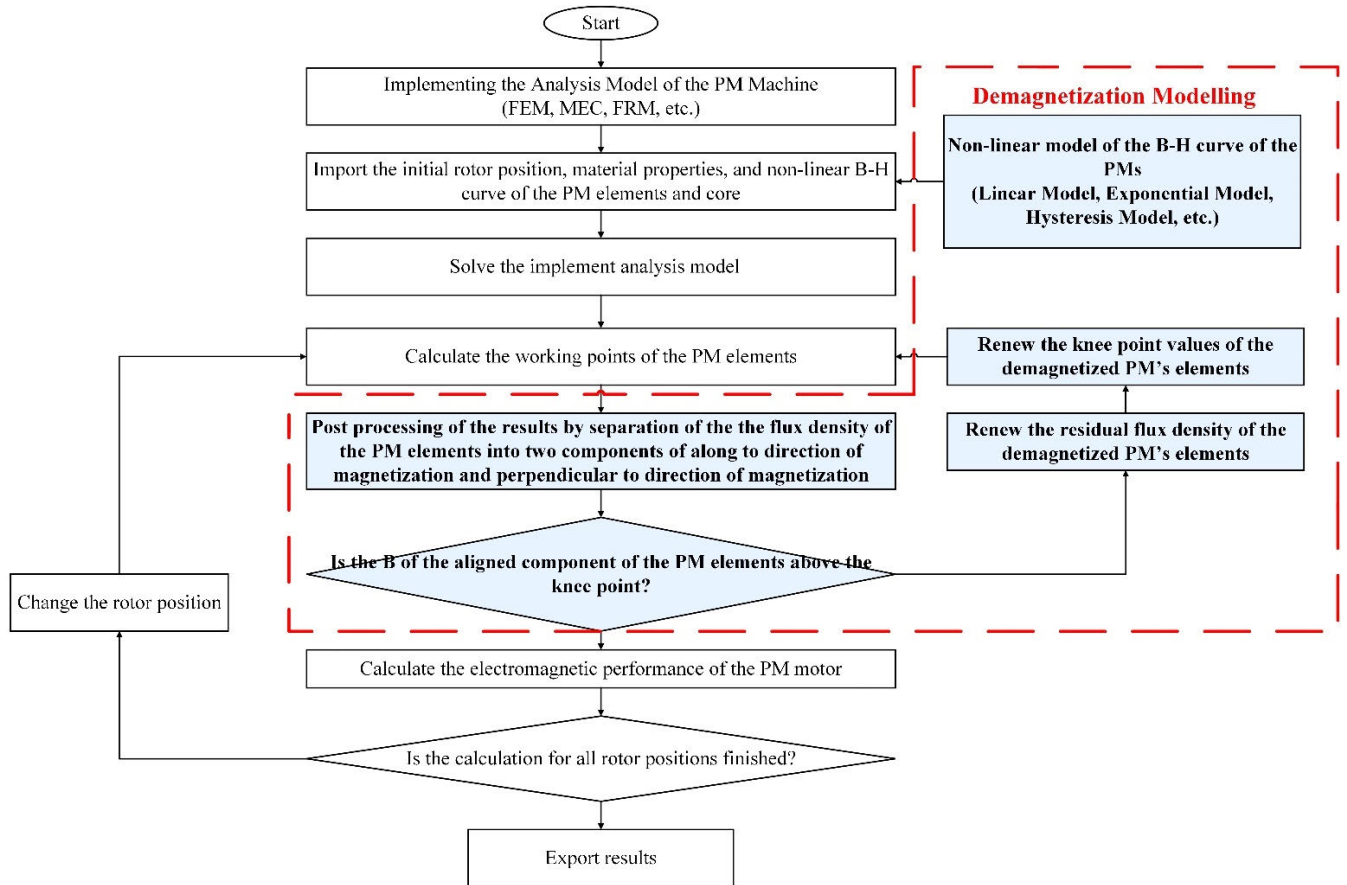 Start
Implementing the Analysis Model of the PM Machine
(FEM, MEC, FRM, etc.)
Demagnetization Modelling
Non-linear model of the B-H curve of the
PMs
(Linear Model, Exponential Model,
Hysteresis Model, etc.)
Import the initial rotor position, material properties, and non-linear B-H
curve of the PM elements and core
Solve the implement analysis model
Calculate the working points of the PM elements
Renew the knee point values of the
demagnetized PM's elements
Post processing of the results by separation of the the flux density of
the PM elements into two components of along to direction of
magnetization and perpendicular to direction of magnetization
Renew the residual flux density of the
demagnetized PM's elements
Is the B of the aligned component of the PM elements above the
knee point?
Change the rotor position
Calculate the electromagnetic performance of the PM motor
Is the calculation for all rotor positions finished?
Export results